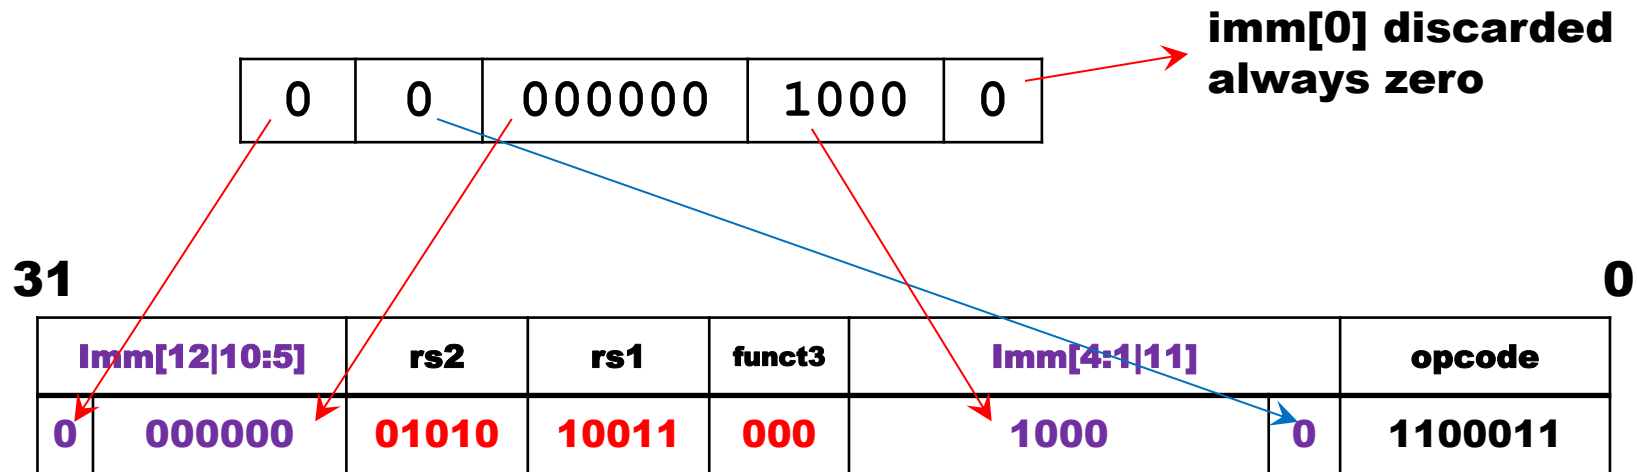 imm[0] discarded
always zero
0 0 000000 1000 0
31 0
Imm[12|10:5] rs2 rs1 funct3 Imm[4:1|11] opcode
0 000000 01010 10011 000 1000 0 1100011